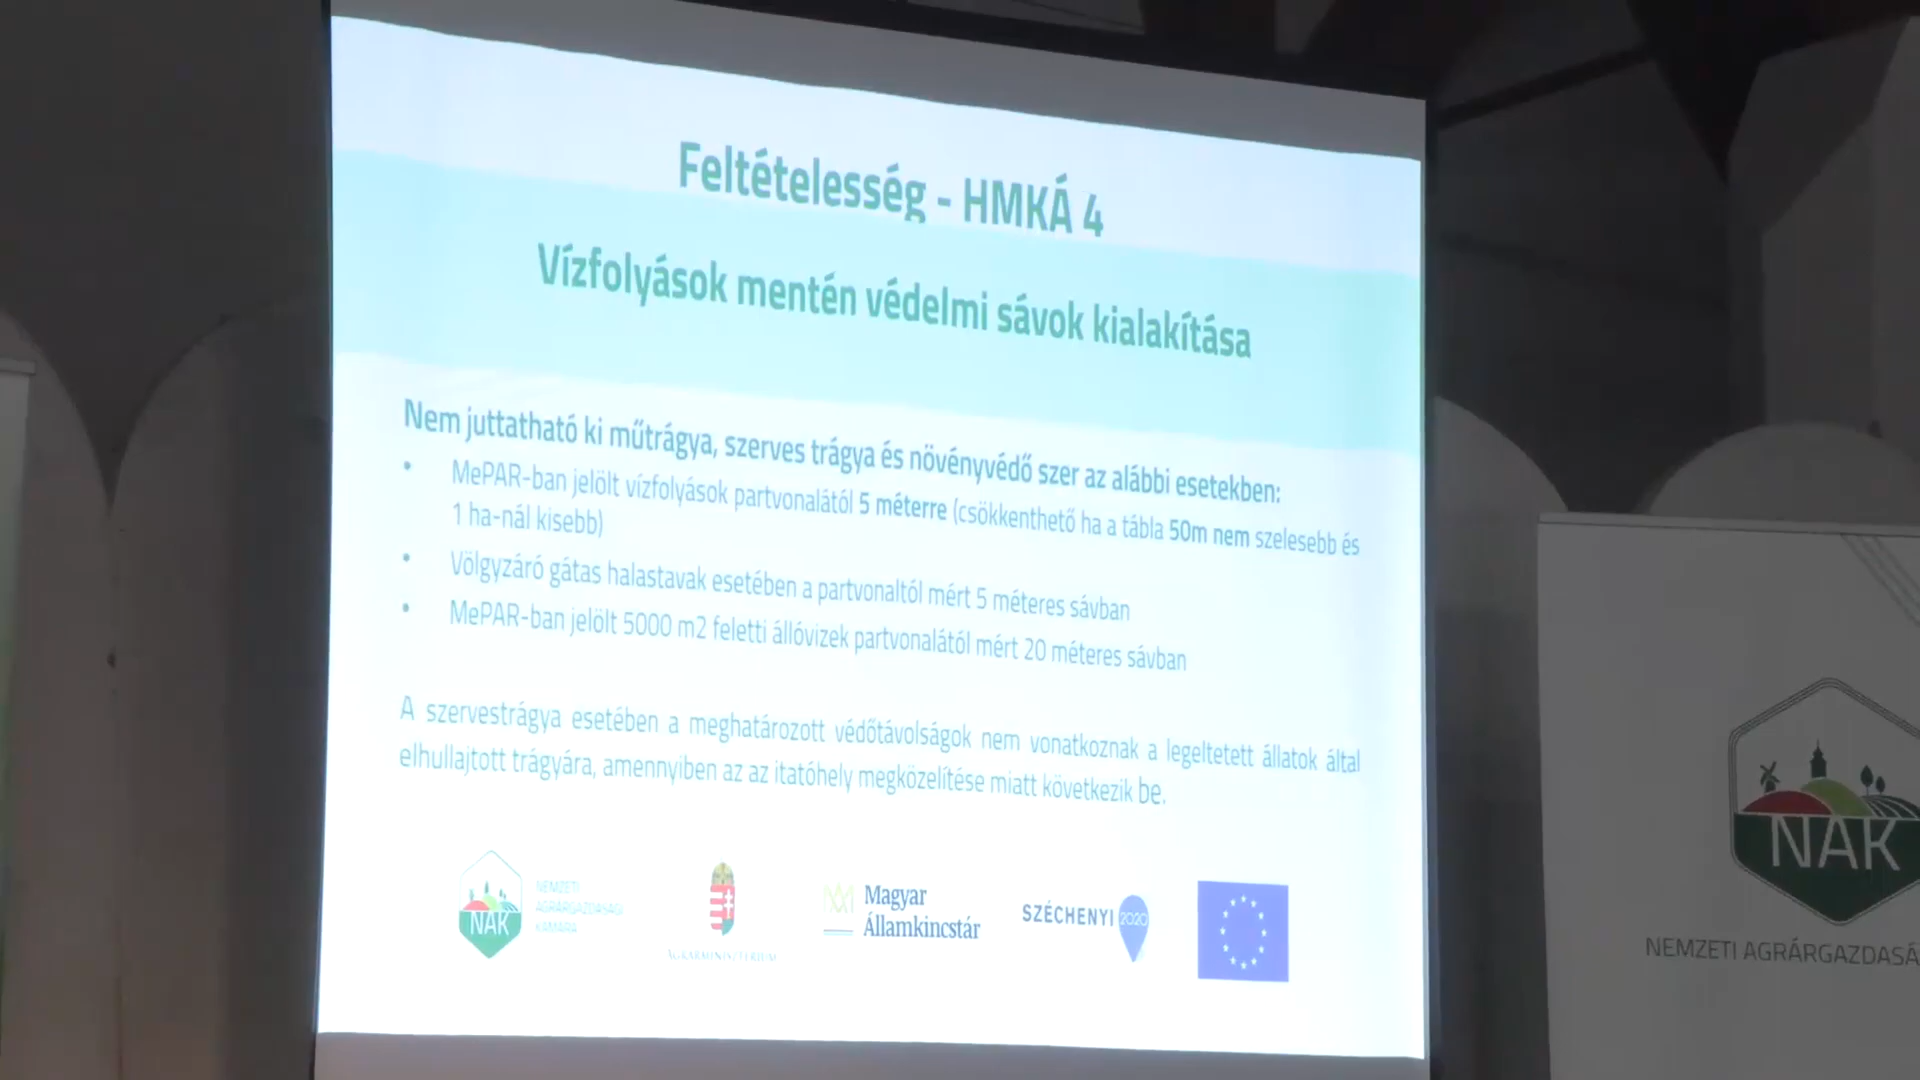 Feltételesség - HMKÁ 4
Vízfolyások mentén védelmi sávok kialakítása
Nem juttatható ki műtrágya, szerves trágya és növényvédő szer az alábbi esetekben:
• MePAR-ban jelölt vízfolyások partvonalától 5 méterre (csökkenthető ha a tábla 50m nem szelesebb és
1 ha-nál kisebb)
• Völgyzáró gátas halastavak esetében a partvonaltól mért 5 méteres sávban
• MePAR-ban jelölt 5000 m2 feletti állóvizek partvonalától mért 20 méteres sávban
A szervestrágya esetében a meghatározott védőtávolságok nem vonatkoznak a legeltetett állatok által
elhullajtott trágyára, amennyiben az az itatóhely megközelítése miatt következik be.
NAK
NEMZETI
AGRÁRGAZDASÁGI
KAMARA
AGRÁRMINISZTÉRIUM
Magyar
Államkincstár
SZÉCHENYI 2020
NAK
NEMZETI AGRÁRGAZDASÁ